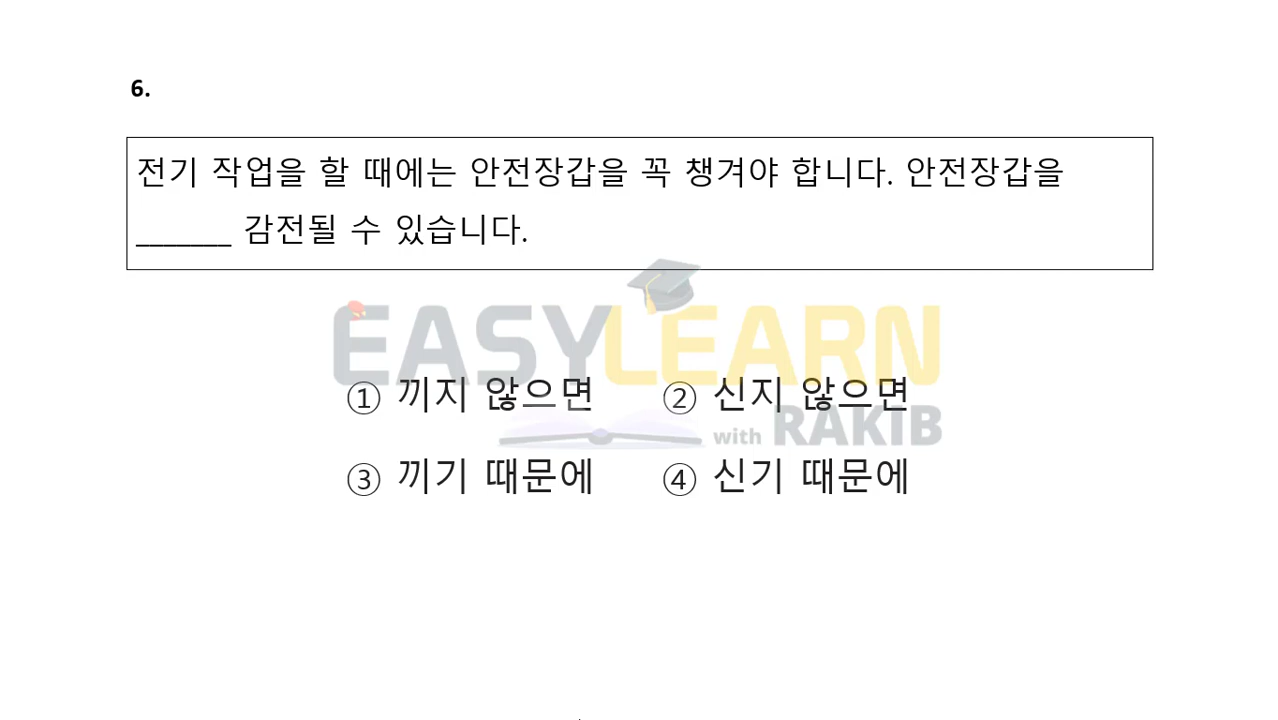 6.
전기 작업을 할 때에는 안전장갑을 꼭 챙겨야 합니다. 안전장갑을
_______ 감전될 수 있습니다.
EASYLEARN
① 끼지 않으면 ② 신지 않으면
with RAKIB
③ 끼기 때문에 ④ 신기 때문에